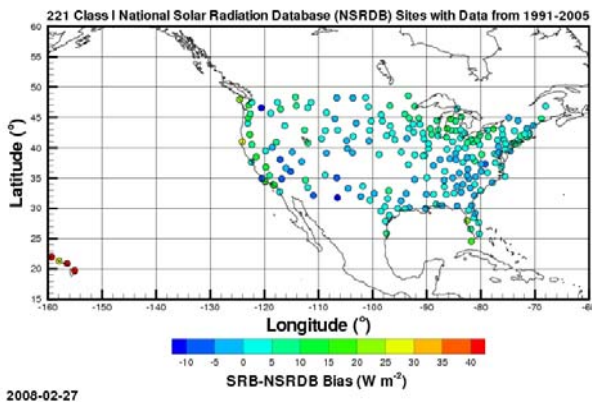 221 Class I National Solar Radiation Database (NSRDB) Sites with Data from 1991-2005
60
55
50
45
40
35
30
25
20
15
Latitude (°)
-160 -150 -140 -130 -120 -110 -100 -90 -80 -70 -6
Longitude (°)
-10 -5 0 5 10 15 20 25 30 35 40
SRB-NSRDB Bias (W m⁻²)
2008-02-27